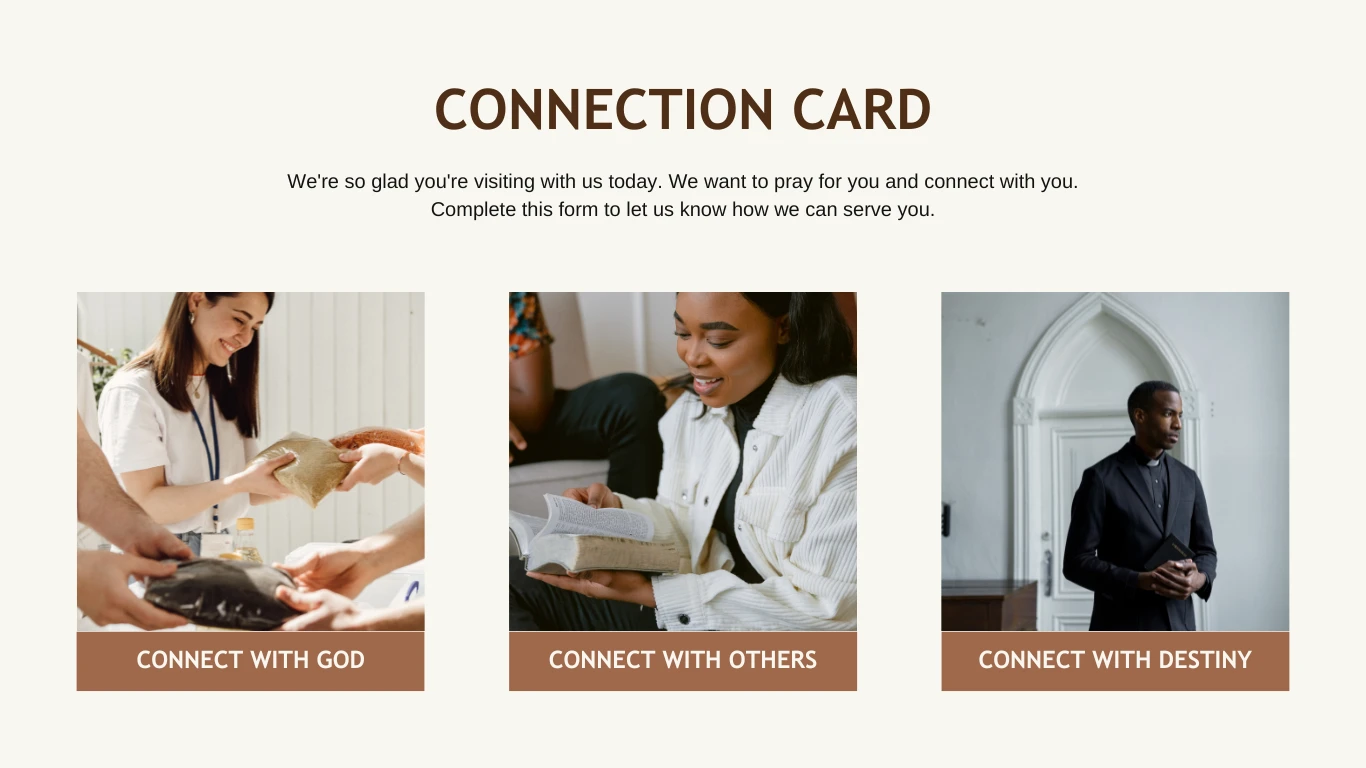 CONNECTION CARD
We're so glad you're visiting with us today. We want to pray for you and connect with you.
Complete this form to let us know how we can serve you.
CONNECT WITH GOD
CONNECT WITH OTHERS
CONNECT WITH DESTINY